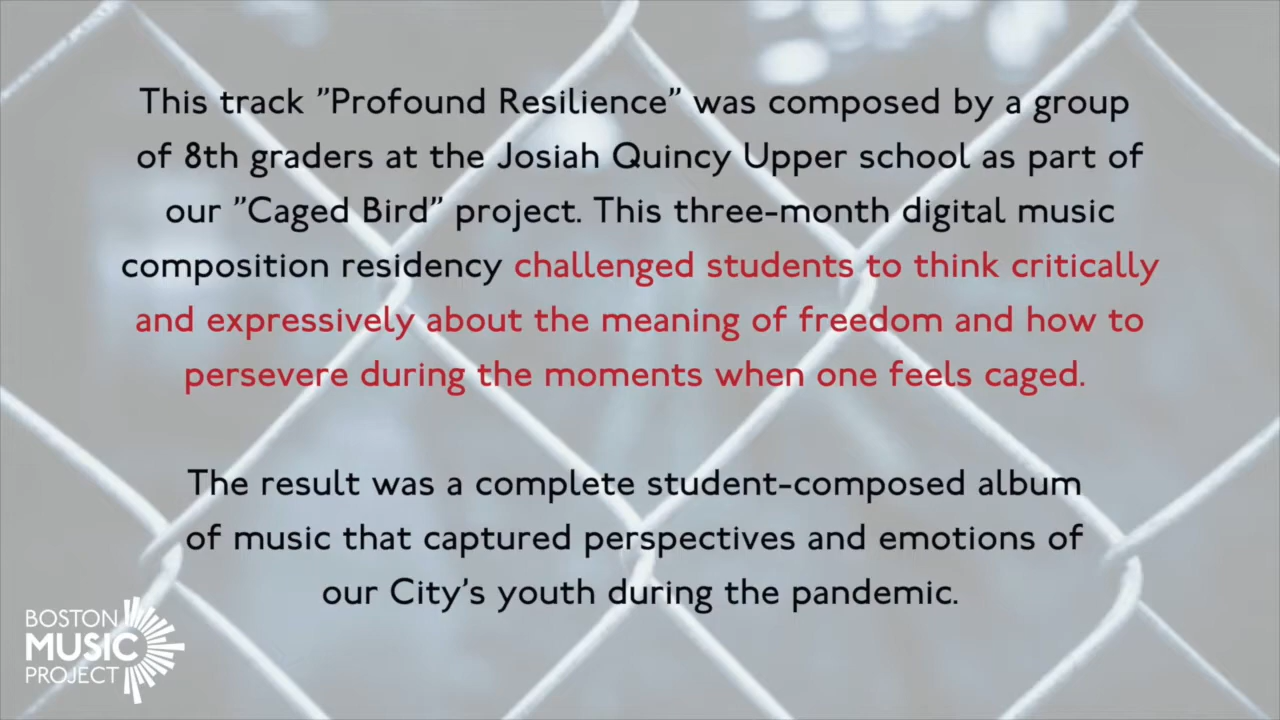 This track ”Profound Resilience” was composed by a group
of 8th graders at the Josiah Quincy Upper school as part of
our ”Caged Bird” project. This three-month digital music
composition residency challenged students to think critically
and expressively about the meaning of freedom and how to
persevere during the moments when one feels caged.
The result was a complete student-composed album
of music that captured perspectives and emotions of
our City’s youth during the pandemic.
BOSTON
MUSIC
PROJECT